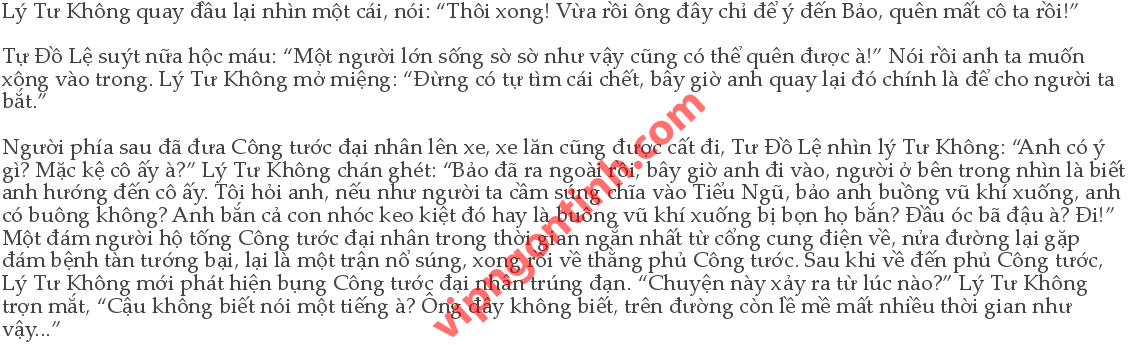 Lý Tư Không quay đầu lại nhìn một cái, nói: “Thôi xong! Vừa rồi ông đây chỉ để ý đến Bảo, quên mất cô ta rồi!”
Tự Đồ Lệ suýt nữa hộc máu: “Một người lớn sống sờ sờ như vậy cũng có thể quên được à!” Nói rồi anh ta muốn
xông vào trong. Lý Tư Không mở miệng: “Đừng có tự tìm cái chết, bây giờ anh quay lại đó chính là để cho người ta
bắt.”
Người phía sau đã đưa Công tước đại nhân lên xe, xe lăn cũng được cất đi, Tư Đồ Lệ nhìn lý Tư Không: “Anh có ý
gì? Mặc kệ cô ấy à?” Lý Tư Không chán ghét: “Bảo đã ra ngoài rồi, bây giờ anh đi vào, người ở bên trong nhìn là biết
anh hướng đến cô ấy. Tôi hỏi anh, nếu như người ta cầm súng chĩa vào Tiểu Ngũ, bảo anh buồng vũ khí xuống, anh
có buông không? Anh bắn cả con nhóc keo kiệt đó hay là buông vũ khí xuống bị bọn họ bắn? Đầu óc bã đậu à? Đi!”
Một đám người hộ tống Công tước đại nhân trong thời gian ngắn nhất từ cổng cung điện về, nửa đường lại gặp
đám bệnh tàn tướng bại, lại là một trận nổ súng, xong rồi về thẳng phủ Công tước. Sau khi về đến phủ Công tước,
Lý Tư Không mới phát hiện bụng Công tước đại nhân trúng đạn. “Chuyện này xảy ra từ lúc nào?” Lý Tư Không
trọn mắt, “Cậu không biết nói một tiếng à? Ông đây không biết, trên đường còn lề mề mất nhiều thời gian như
vậy...”
vipngontinh.com